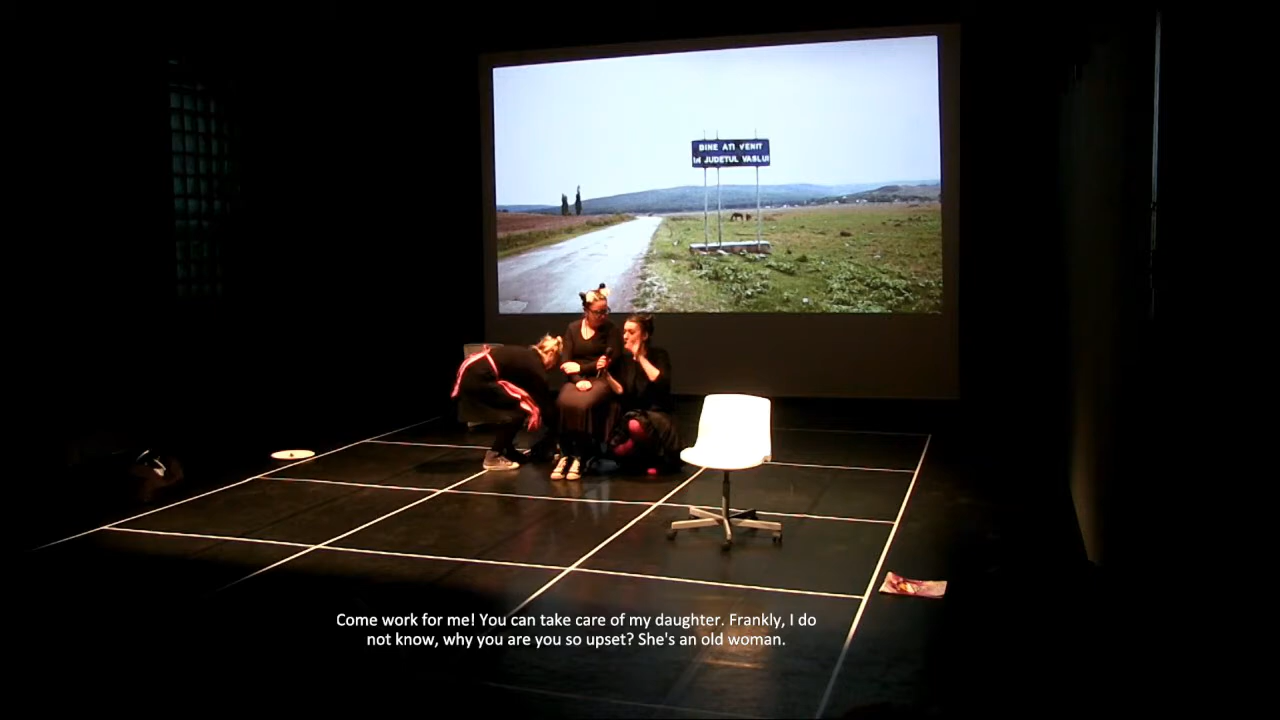 BINE ATI VENIT
IN JUDETUL VASLUI
Come work for me! You can take care of my daughter. Frankly, I do
not know, why you are you so upset? She's an old woman.